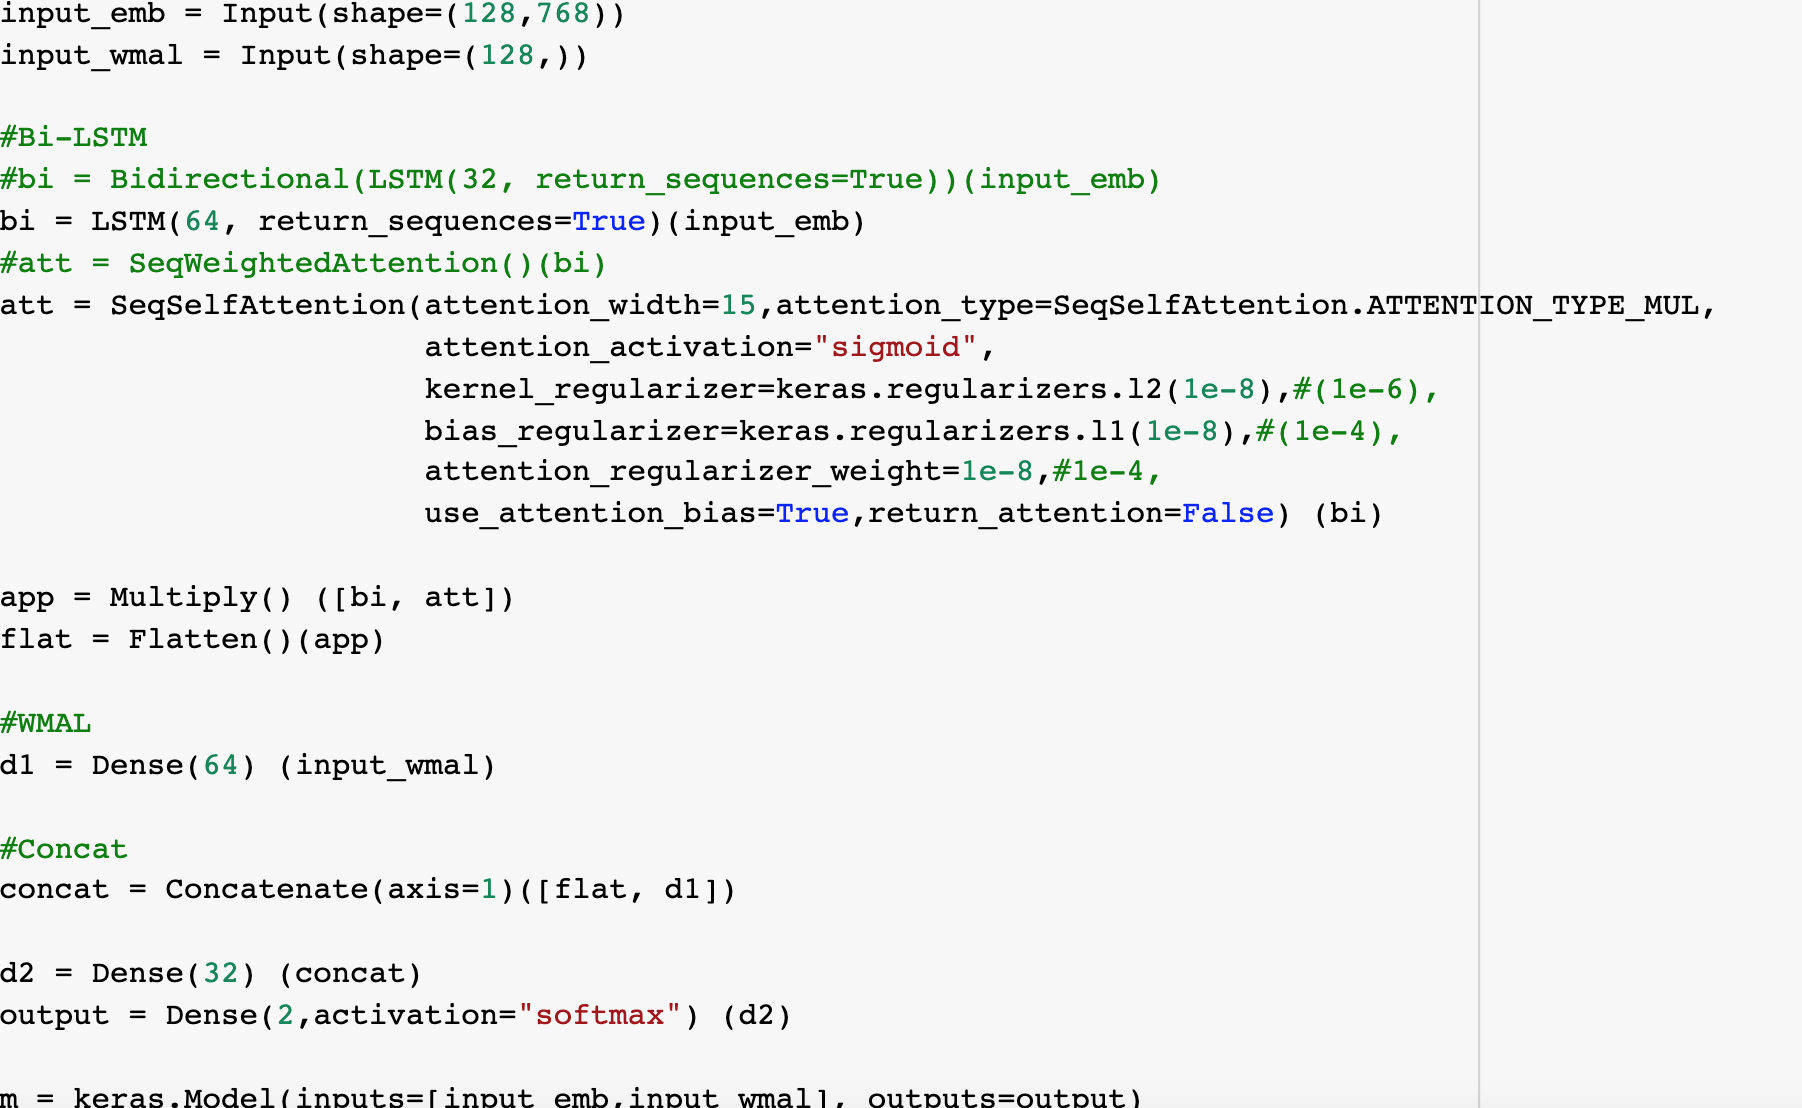 input_emb = Input(shape=(128,768))
input_wmal = Input(shape=(128,))
#Bi-LSTM
#bi = Bidirectional(LSTM(32, return_sequences=True))(input_emb)
bi = LSTM(64, return_sequences=True)(input_emb)
#att = SeqWeightedAttention()(bi)
att = SeqSelfAttention(attention_width=15,attention_type=SeqSelfAttention.ATTENTION_TYPE_MUL,
attention_activation="sigmoid",
kernel_regularizer=keras.regularizers.l2(1e-8),#(1e-6),
bias_regularizer=keras.regularizers.l1(1e-8),#(1e-4),
attention_regularizer_weight=1e-8,#1e-4,
use_attention_bias=True,return_attention=False) (bi)
app = Multiply() ([bi, att])
flat = Flatten()(app)
#WMAL
d1 = Dense(64) (input_wmal)
#Concat
concat = Concatenate(axis=1)([flat, d1])
d2 = Dense(32) (concat)
output = Dense(2,activation="softmax") (d2)
m = keras.Model(inputs=[input_emb,input_wmal], outputs=output)